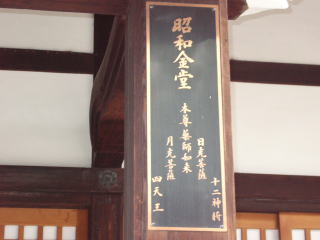 昭和金堂
本尊薬師如来
日光菩薩
月光菩薩
十二神将
四天王